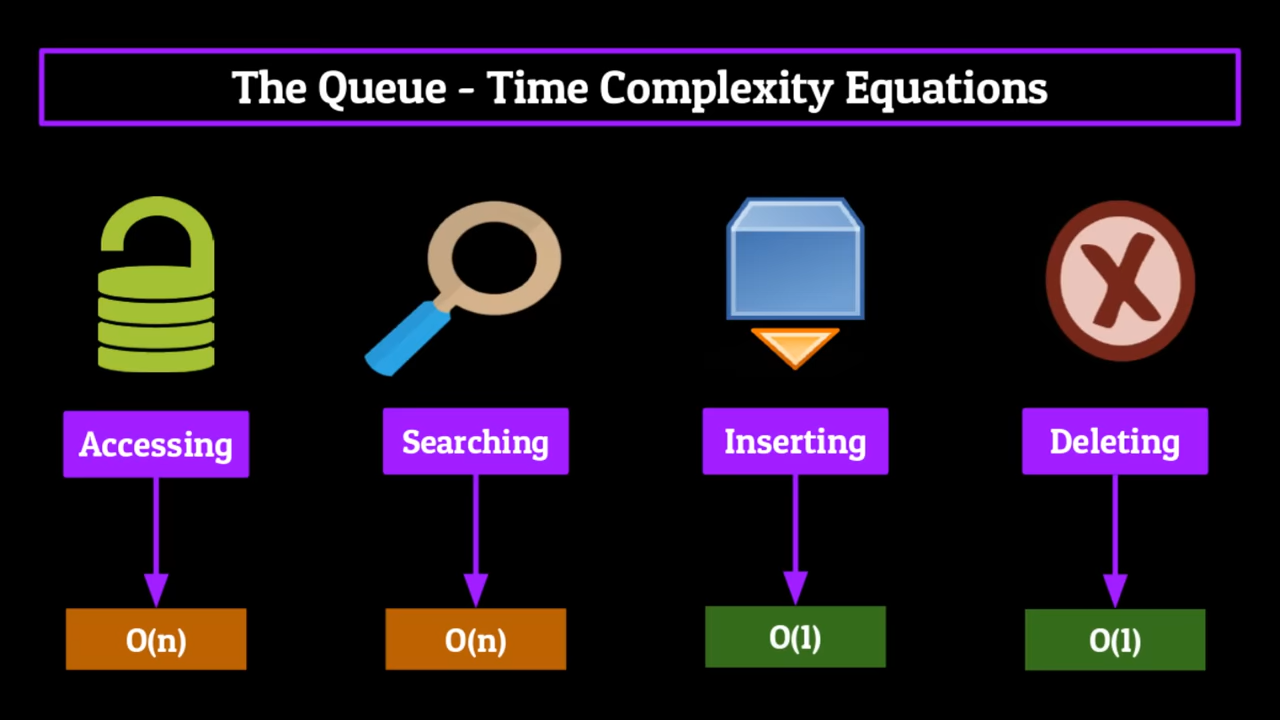 The Queue - Time Complexity Equations
Accessing
Searching
Inserting
Deleting
O(n)
O(n)
O(1)
O(1)